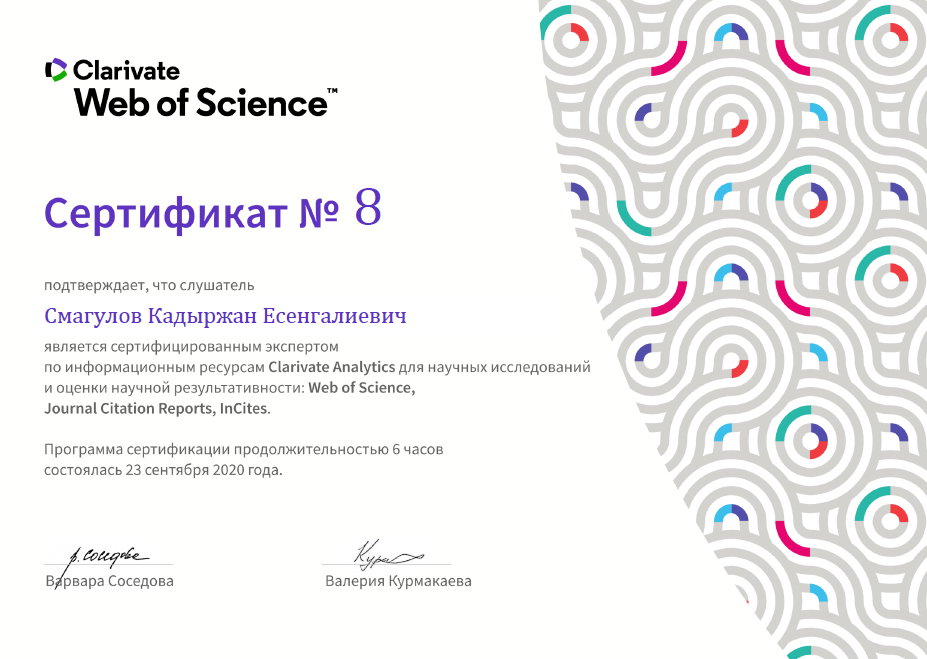 Clarivate
Web of Science™
Сертификат № 8
подтверждает, что слушатель
Смагулов Кадыржан Есенгалиевич
является сертифицированным экспертом
по информационным ресурсам Clarivate Analytics для научных исследований
и оценки научной результативности: Web of Science,
Journal Citation Reports, InCites.
Программа сертификации продолжительностью 6 часов
состоялась 23 сентября 2020 года.
Варвара Соседова
Валерия Курмакаева